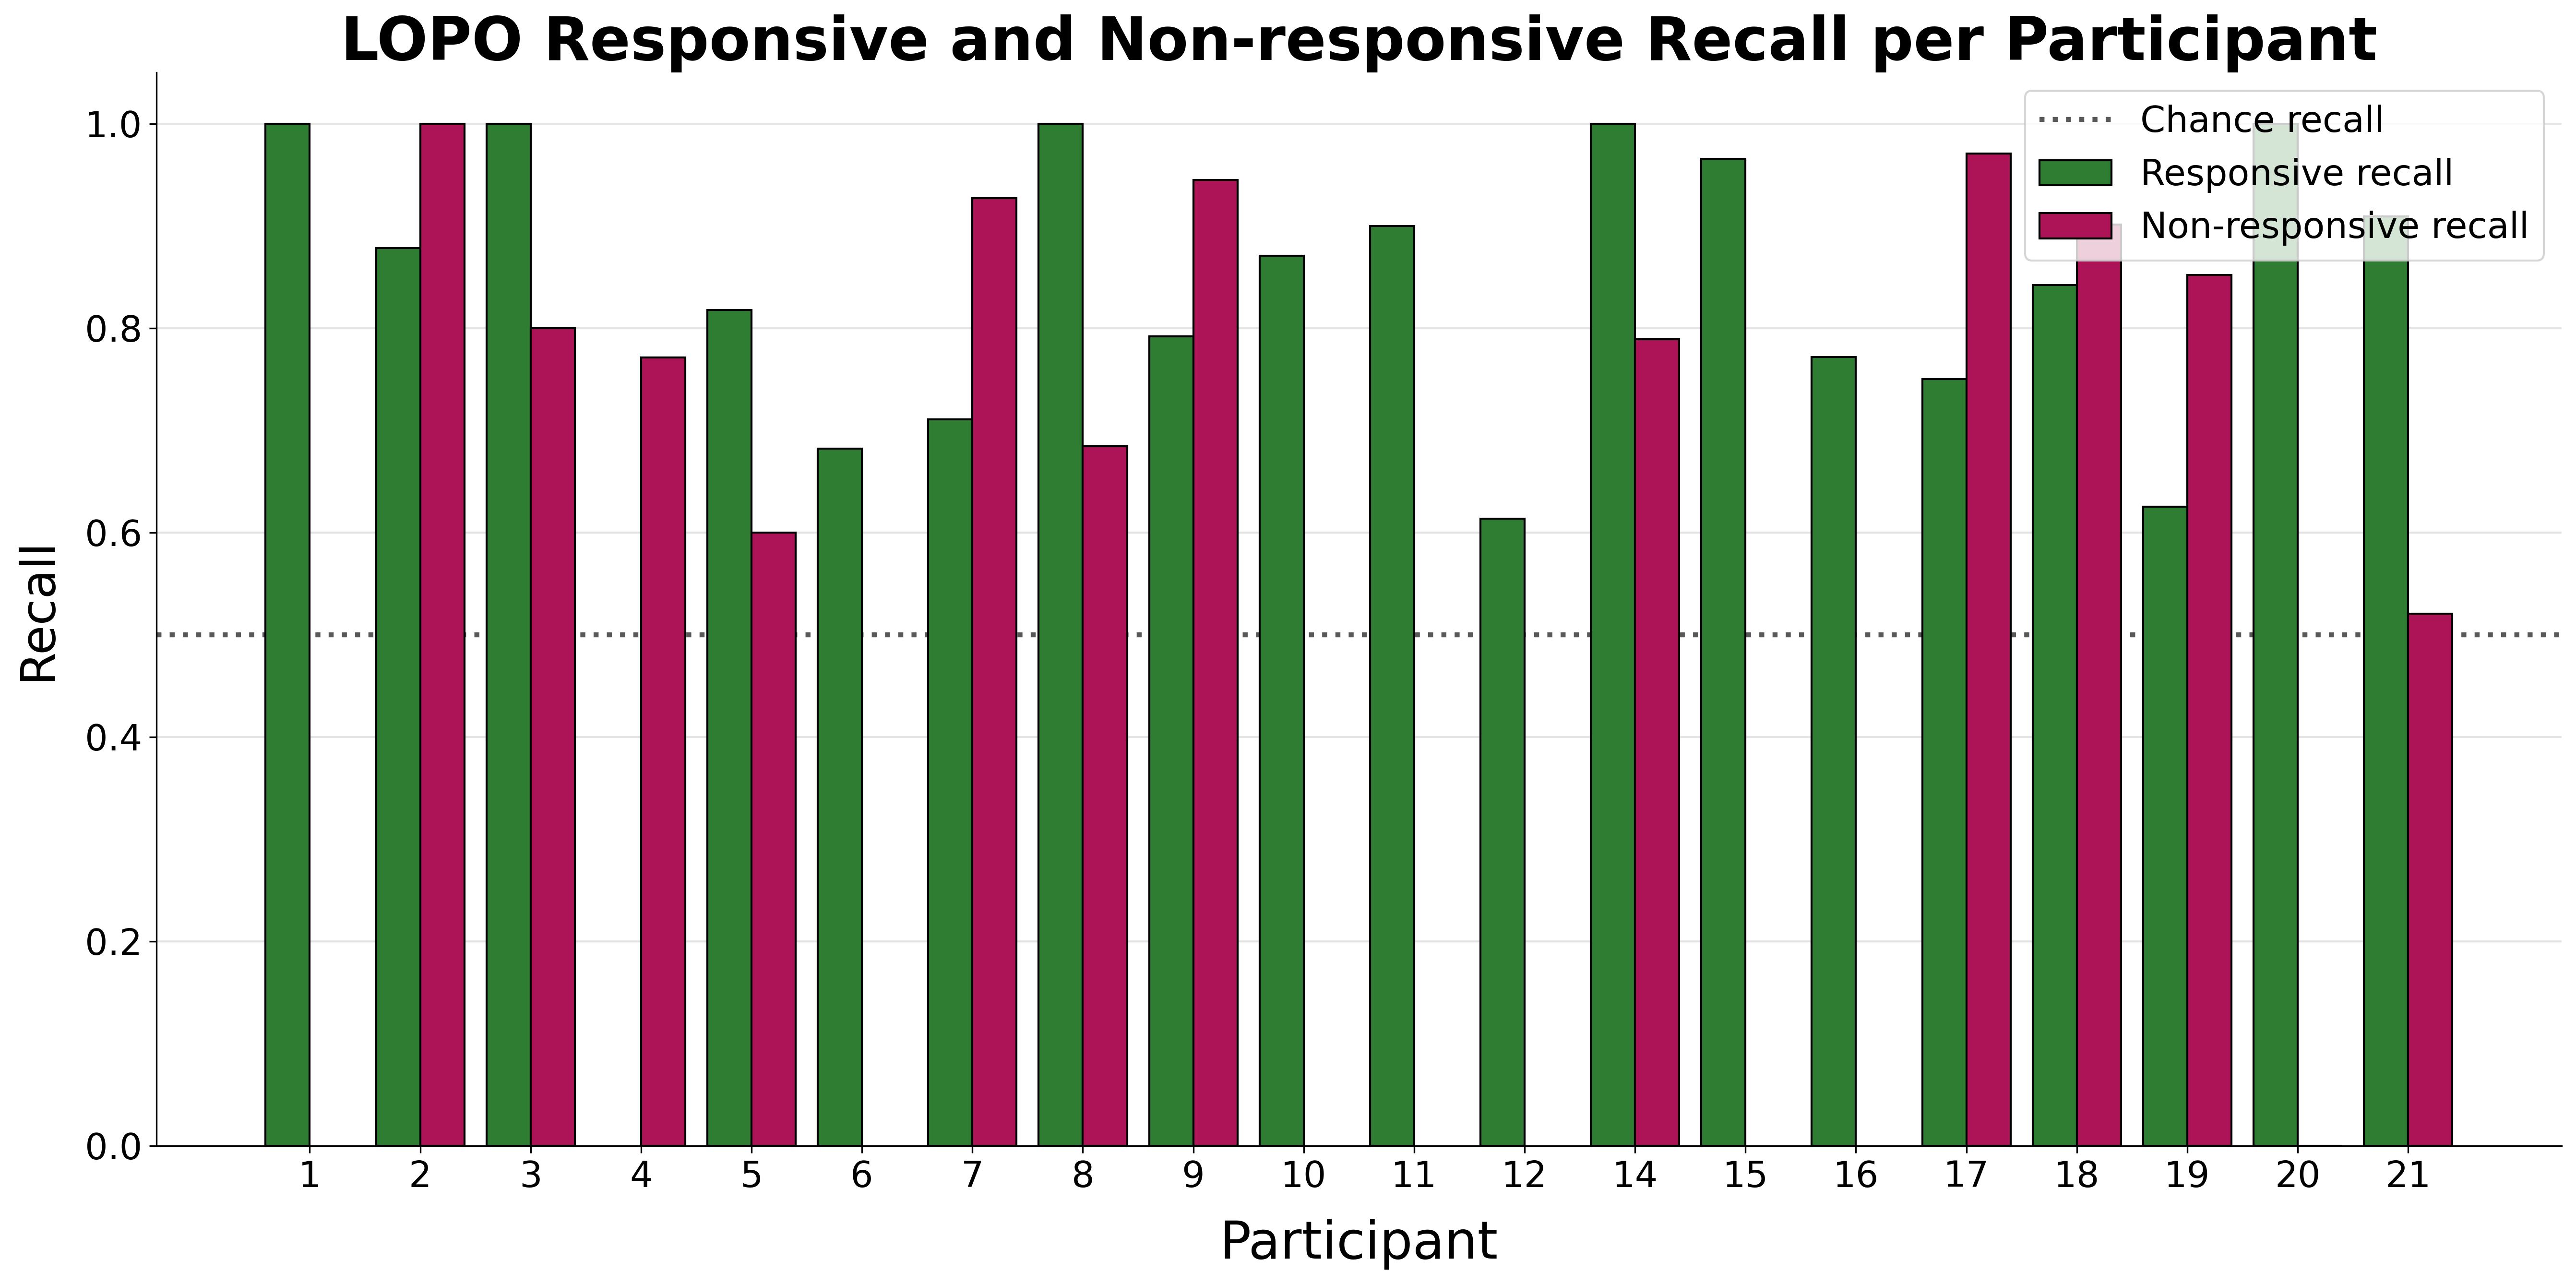 LOPO Responsive and Non-responsive Recall per Participant
Chance recall
Responsive recall
Non-responsive recall
1.0
0.8
0.6
0.4
0.2
0.0
Recall
1 2 3 4 5 6 7 8 9 10 11 12 14 15 16 17 18 19 20 21
Participant